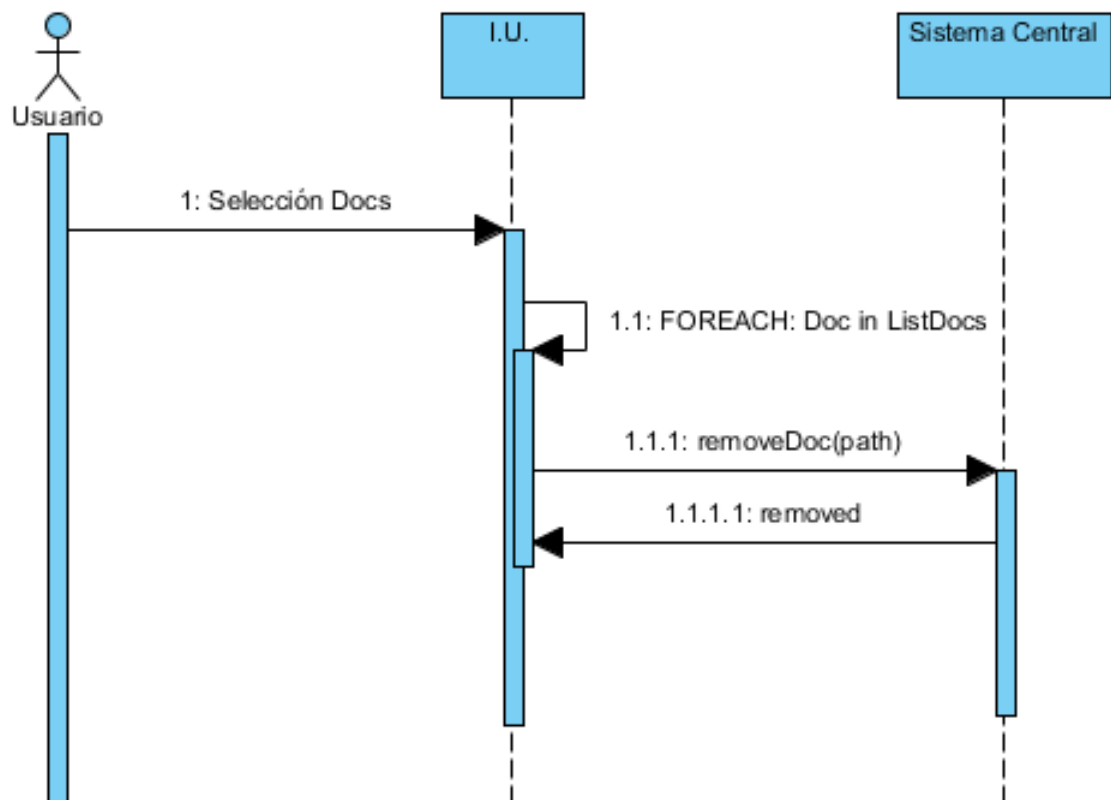 I.U.
Sistema Central
Usuario
1: Selección Docs
1.1: FOREACH: Doc in ListDocs
1.1.1: removeDoc(path)
1.1.1.1: removed